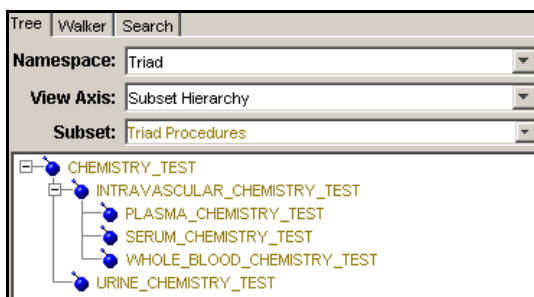 Tree Walker Search
Namespace: Triad
View Axis: Subset Hierarchy
Subset: Triad Procedures
CHEMISTRY_TEST
INTRAVASCULAR_CHEMISTRY_TEST
PLASMA_CHEMISTRY_TEST
SERUM_CHEMISTRY_TEST
WHOLE_BLOOD_CHEMISTRY_TEST
URINE_CHEMISTRY_TEST